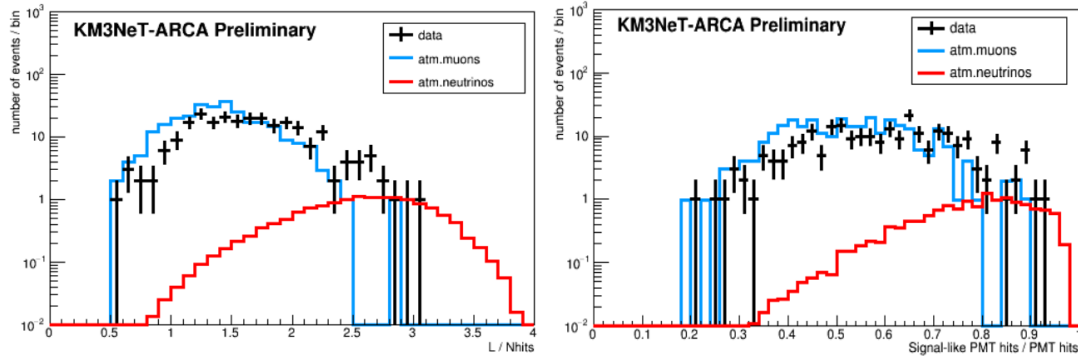 KM3NeT-ARCA Preliminary
data
atm.muons
atm.neutrinos
number of events / bin
10³
10²
10
1
10⁻¹
10⁻²
0 0.5 1 1.5 2 2.5 3 3.5 4
L / Nhits
KM3NeT-ARCA Preliminary
data
atm.muons
atm.neutrinos
number of events / bin
10³
10²
10
1
10⁻¹
10⁻²
0 0.1 0.2 0.3 0.4 0.5 0.6 0.7 0.8 0.9 1
Signal-like PMT hits / PMT hits